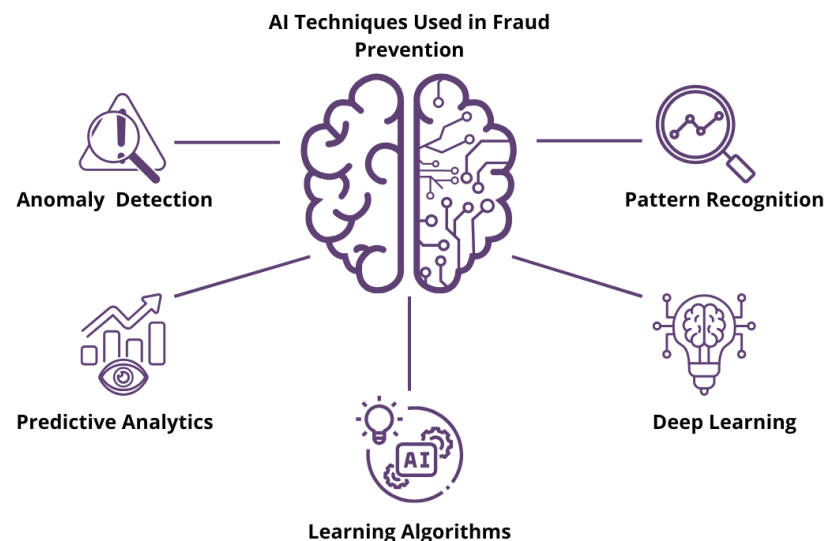 AI Techniques Used in Fraud
Prevention
Anomaly Detection
Pattern Recognition
Predictive Analytics
Deep Learning
AI
Learning Algorithms